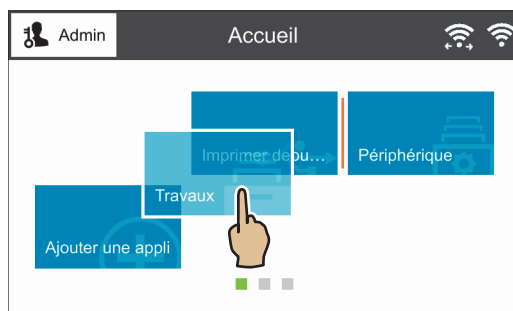 Admin
Accueil
Imprimer depu...
Périphérique
Travaux
Ajouter une appli